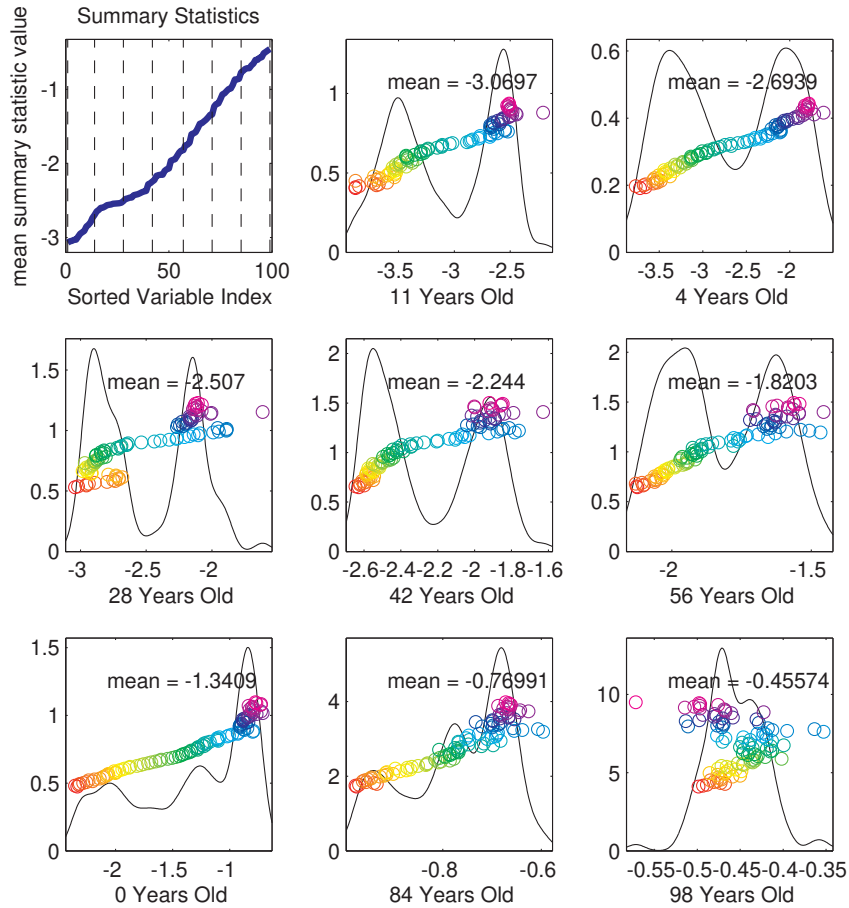 Summary Statistics
mean summary statistic value
-1
-2
-3
0 50 100
Sorted Variable Index
mean = -3.0697
1
0.5
0
-3.5 -3 -2.5
11 Years Old
mean = -2.6939
0.6
0.4
0.2
0
-3.5 -3 -2.5 -2
4 Years Old
mean = -2.507
1.5
1
0.5
0
-3 -2.5 -2
28 Years Old
mean = -2.244
2
1.5
1
0.5
0
-2.6 -2.4 -2.2 -2 -1.8 -1.6
42 Years Old
mean = -1.8203
2
1.5
1
0.5
0
-2 -1.5
56 Years Old
mean = -1.3409
1.5
1
0.5
0
-2 -1.5 -1
0 Years Old
mean = -0.76991
4
2
0
-0.8 -0.6
84 Years Old
mean = -0.45574
10
5
0
-0.55 -0.5 -0.45 -0.4 -0.35
98 Years Old